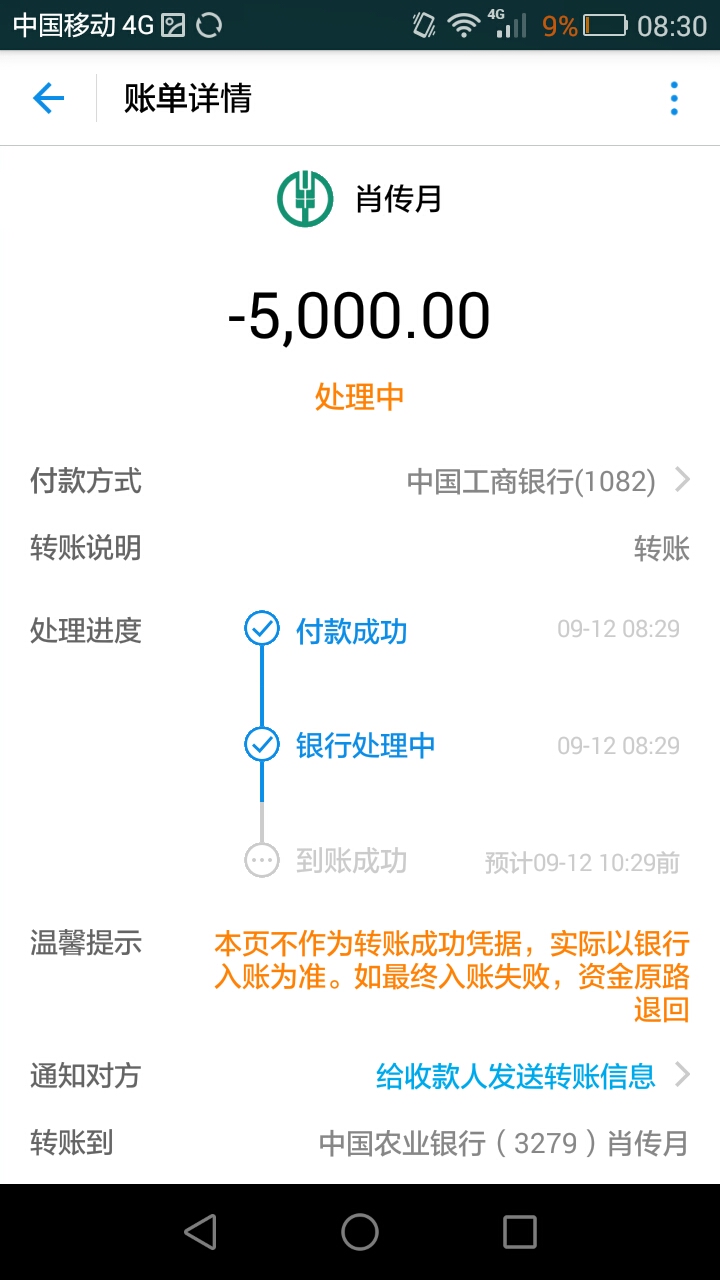 中国移动 4G 4G 9% 08:30
账单详情
肖传月
-5,000.00
处理中
付款方式 中国工商银行(1082)
转账说明 转账
处理进度 付款成功 09-12 08:29
银行处理中 09-12 08:29
到账成功 预计09-12 10:29前
温馨提示 本页不作为转账成功凭据，实际以银行
入账为准。如最终入账失败，资金原路
退回
通知对方 给收款人发送转账信息
转账到 中国农业银行（3279）肖传月